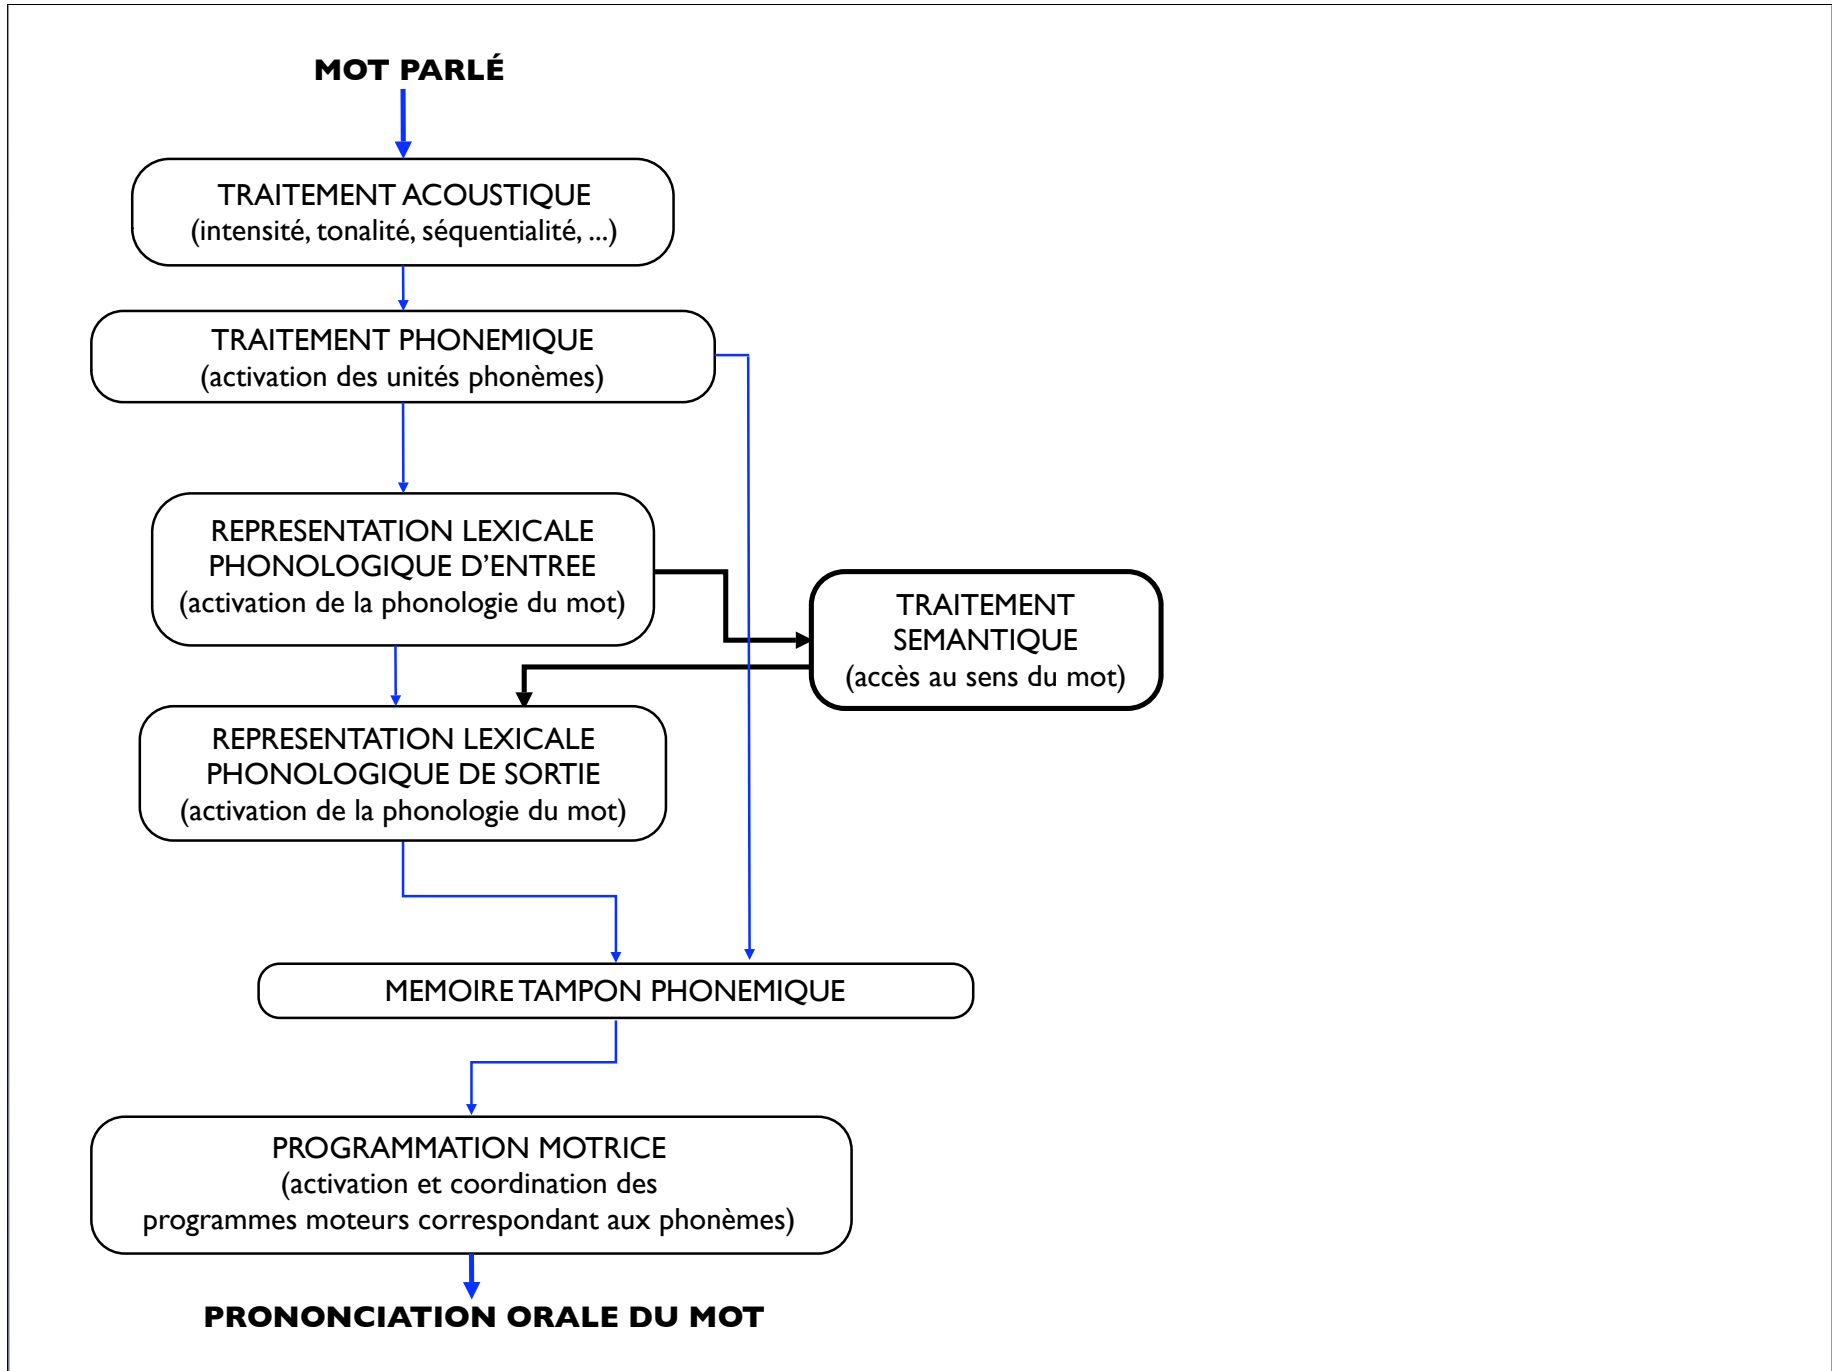 MOT PARLÉ
TRAITEMENT ACOUSTIQUE
(intensité, tonalité, séquentialité, ...)
TRAITEMENT PHONEMIQUE
(activation des unités phonèmes)
REPRESENTATION LEXICALE
PHONOLOGIQUE D’ENTREE
(activation de la phonologie du mot)
TRAITEMENT
SEMANTIQUE
(accès au sens du mot)
REPRESENTATION LEXICALE
PHONOLOGIQUE DE SORTIE
(activation de la phonologie du mot)
MEMOIRE TAMPON PHONEMIQUE
PROGRAMMATION MOTRICE
(activation et coordination des
programmes moteurs correspondant aux phonèmes)
PRONONCIATION ORALE DU MOT